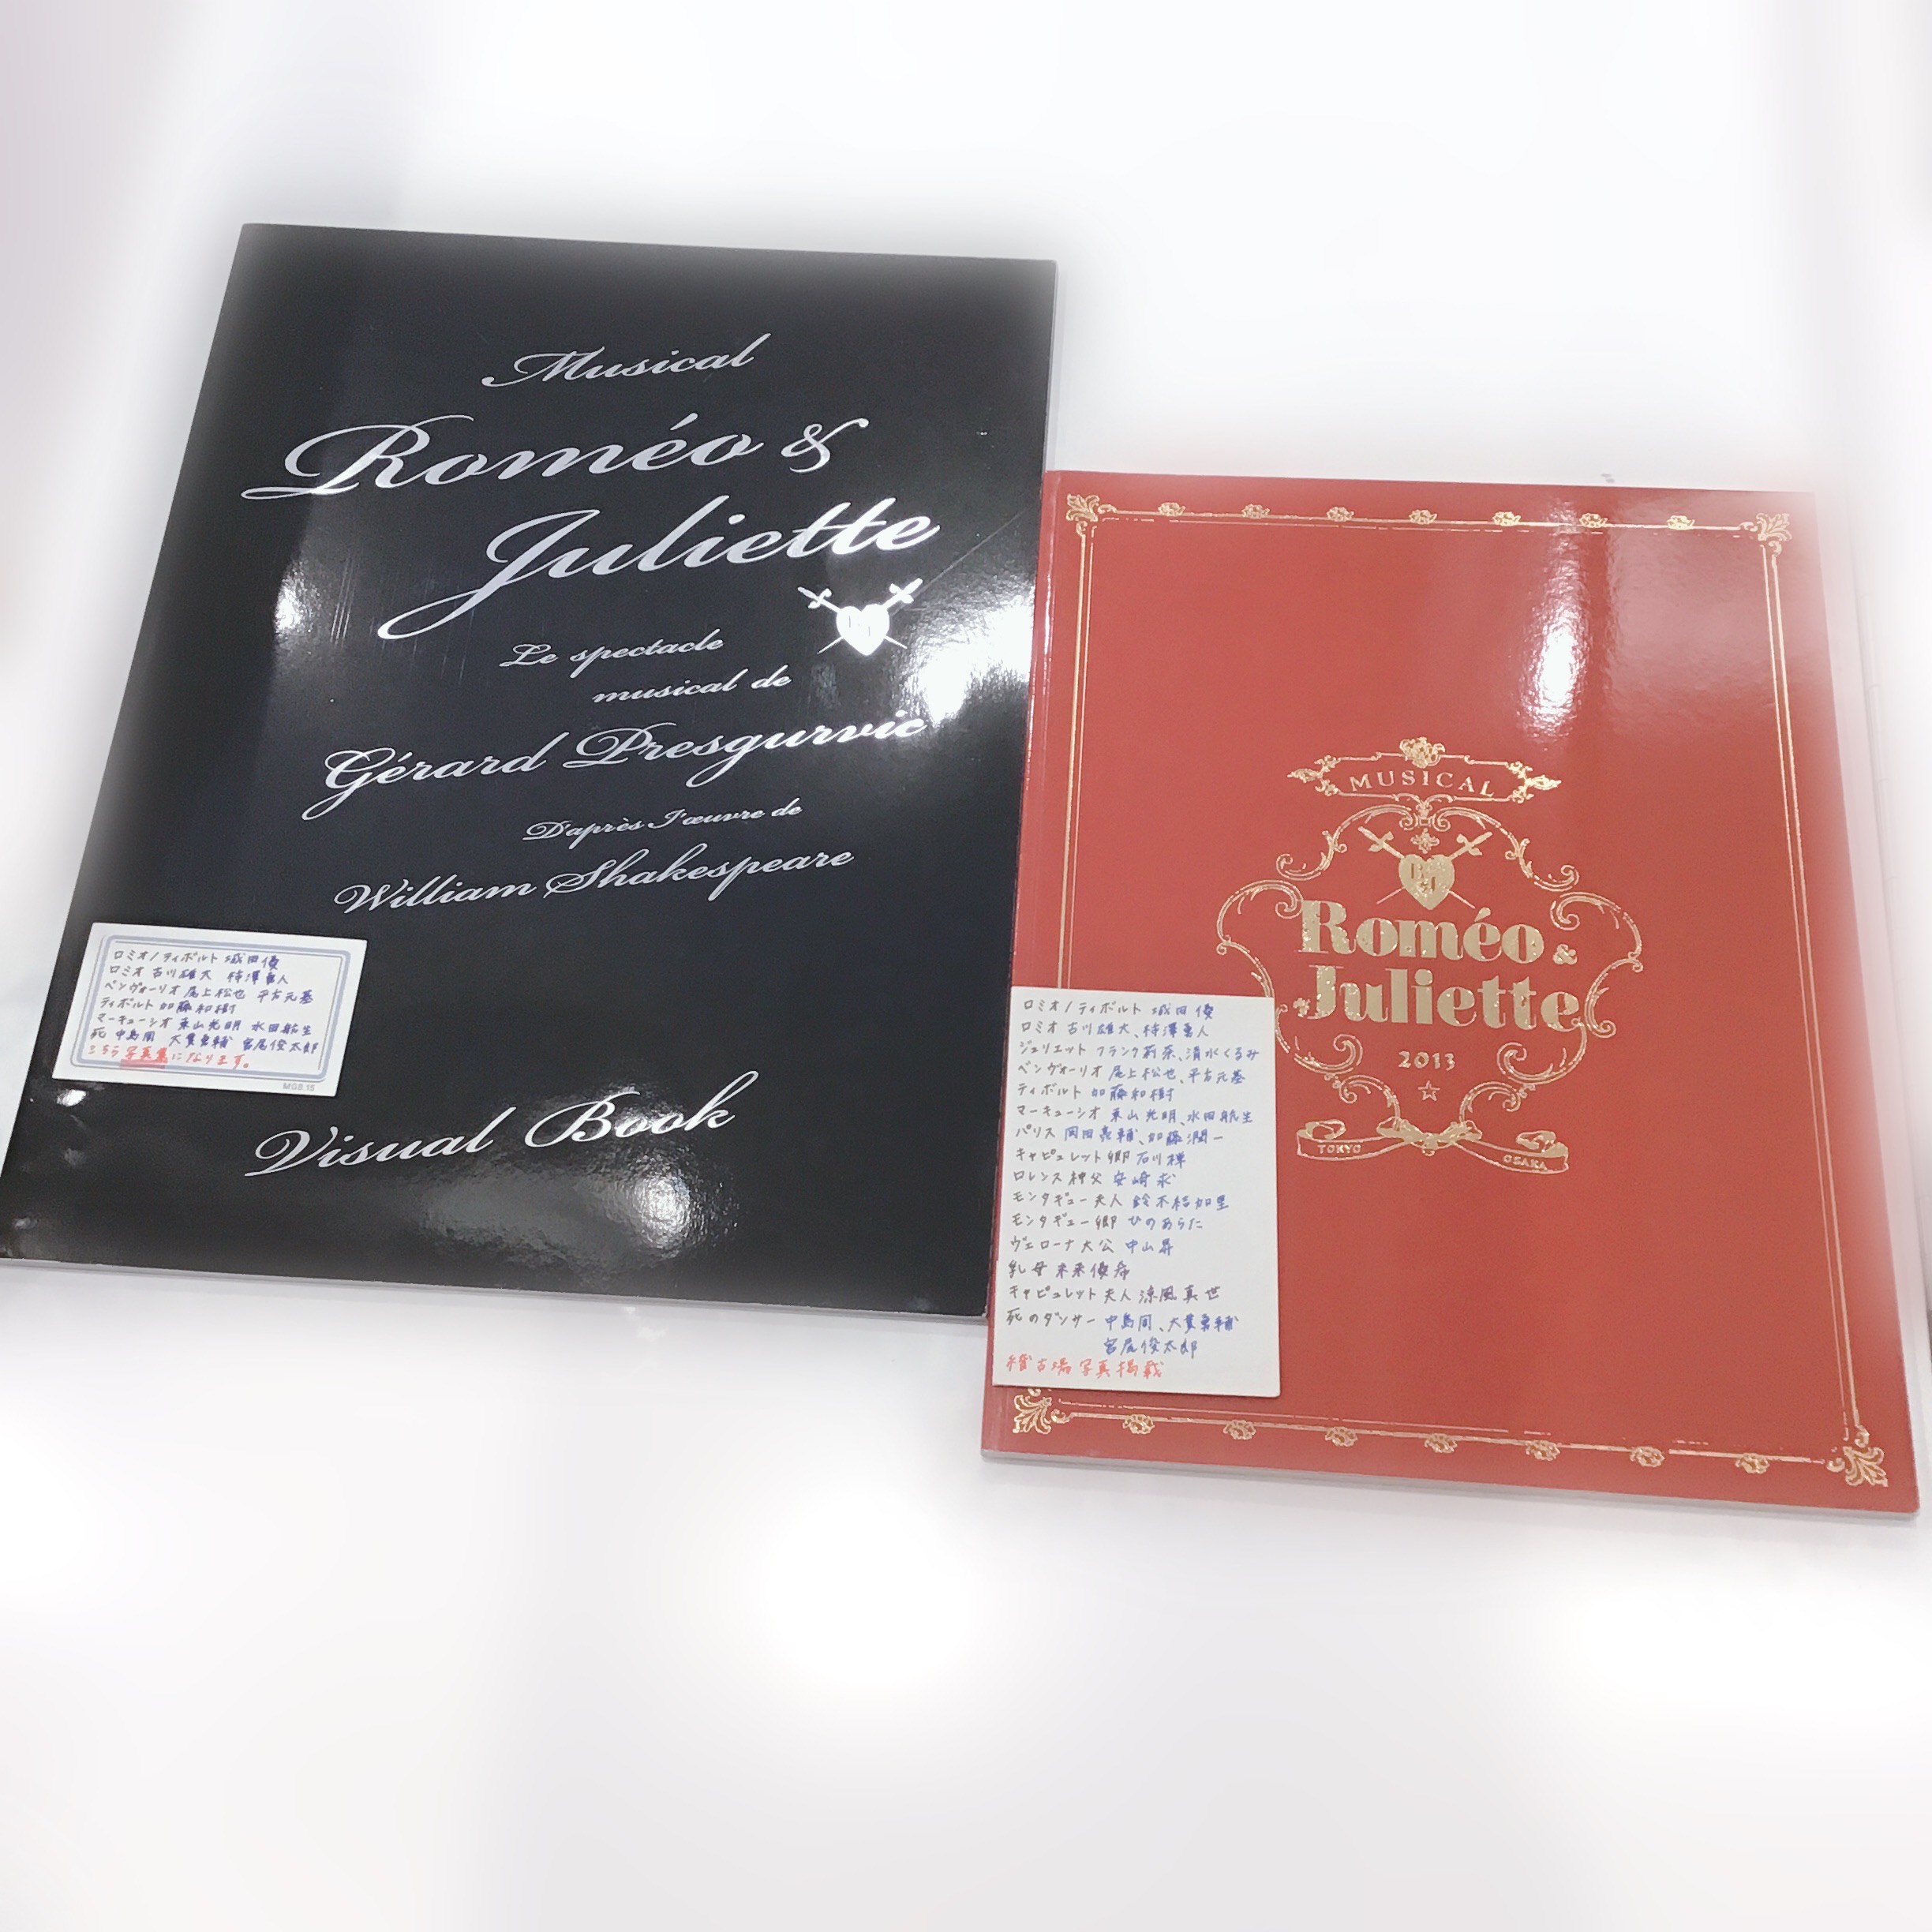 Musical
Roméo &
Juliette
Le spectacle
musical de
Gérard Presgurvic
D'après l'œuvre de
William Shakespeare
ロミオ/ティボルト 城田優
ロミオ 古川雄大 柿澤勇人
ベンヴォーリオ 尾上松也 平方元基
ティボルト 加藤和樹
マーキューシオ 東山光明 水田航生
死 中島周 大貫勇輔 宮尾俊太郎
こちら写真集になります。
MGB.15
Visual Book
MUSICAL
R&J
Roméo &
Juliette
2013
TOKYO
OSAKA
ロミオ/ティボルト 城田優
ロミオ 古川雄大、柿澤勇人
ジュリエット フランク莉奈、清水くるみ
ベンヴォーリオ 尾上松也、平方元基
ティボルト 加藤和樹
マーキューシオ 東山光明、水田航生
パリス 岡田亮輔、加藤潤一
キャピュレット卿 石川禅
ロレンス神父 安崎求
モンタギュー夫人 鈴木結加里
モンタギュー卿 ひのあらた
ヴェローナ大公 中山昇
乳母 未来優希
キャピュレット夫人 涼風真世
死のダンサー 中島周、大貫勇輔
宮尾俊太郎
稽古場写真掲載